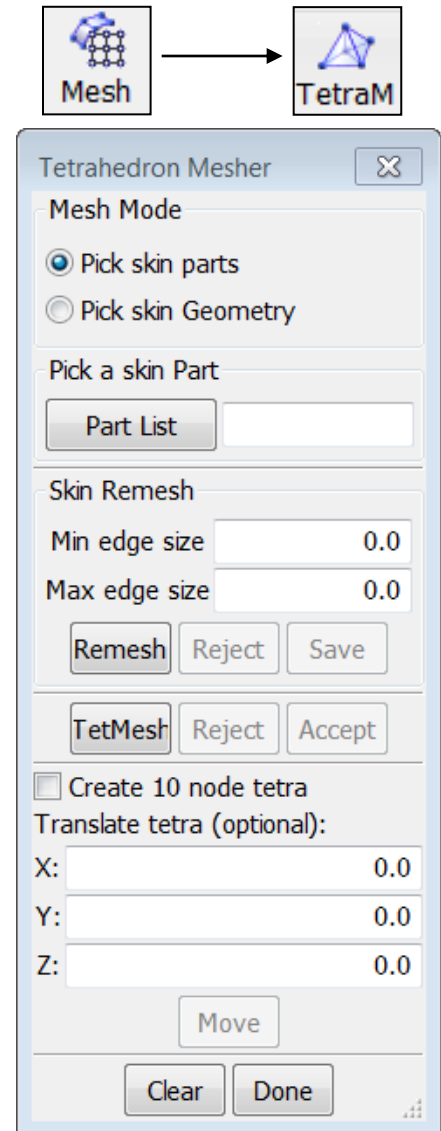 Mesh TetraM
Tetrahedron Mesher
Mesh Mode
Pick skin parts
Pick skin Geometry
Pick a skin Part
Part List
Skin Remesh
Min edge size 0.0
Max edge size 0.0
Remesh Reject Save
TetMesh Reject Accept
Create 10 node tetra
Translate tetra (optional):
X: 0.0
Y: 0.0
Z: 0.0
Move
Clear Done